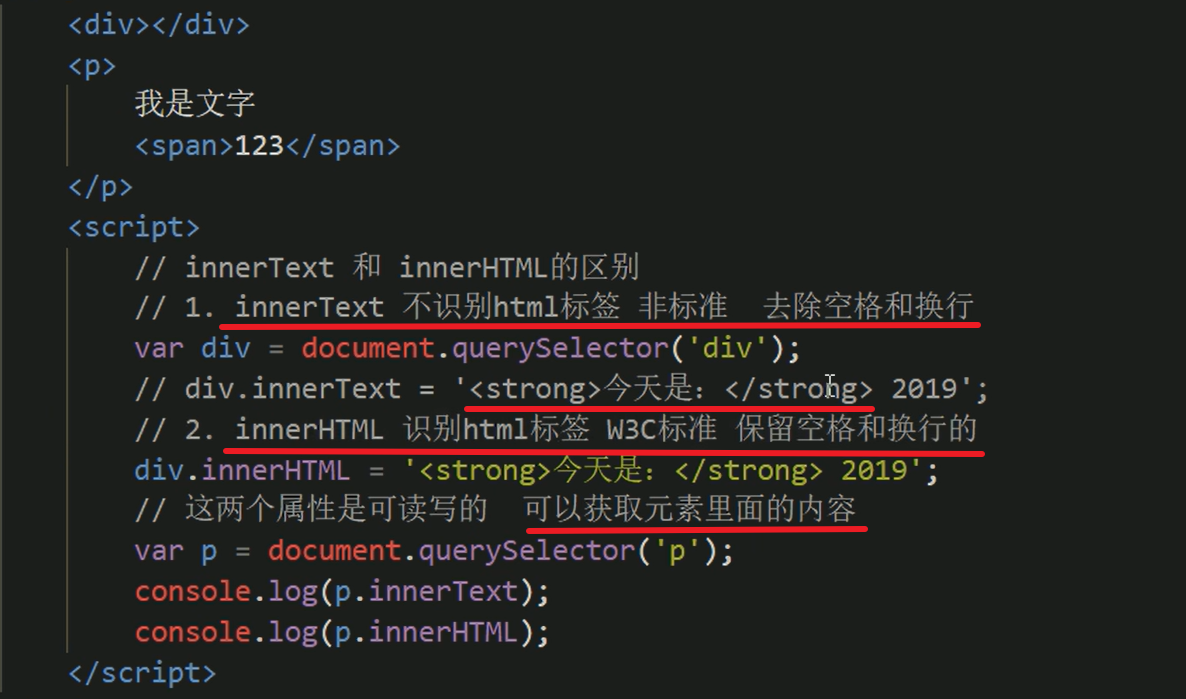 <div></div>
<p>
我是文字
<span>123</span>
</p>
<script>
// innerText 和 innerHTML的区别
// 1. innerText 不识别html标签 非标准  去除空格和换行
var div = document.querySelector('div');
// div.innerText = '<strong>今天是：</strong> 2019';
// 2. innerHTML 识别html标签 W3C标准 保留空格和换行的
div.innerHTML = '<strong>今天是：</strong> 2019';
// 这两个属性是可读写的  可以获取元素里面的内容
var p = document.querySelector('p');
console.log(p.innerText);
console.log(p.innerHTML);
</script>